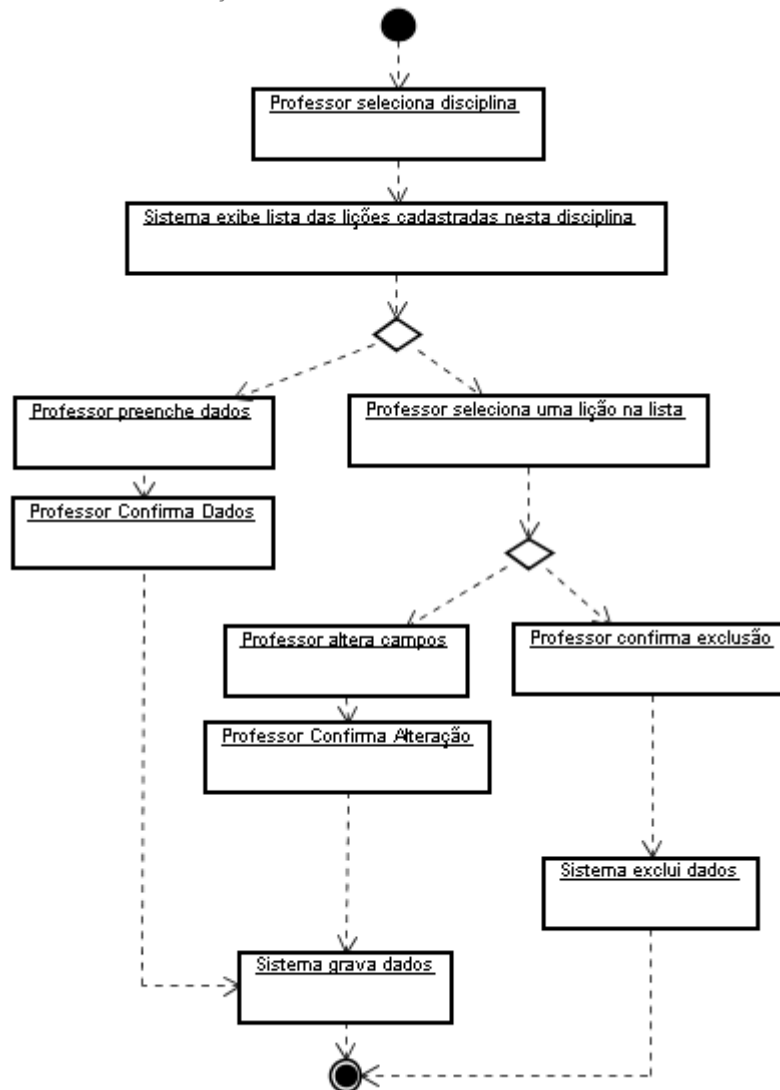 Professor seleciona disciplina
Sistema exibe lista das lições cadastradas nesta disciplina
Professor preenche dados
Professor seleciona uma lição na lista
Professor Confirma Dados
Professor altera campos
Professor confirma exclusão
Professor Confirma Alteração
Sistema exclui dados
Sistema grava dados